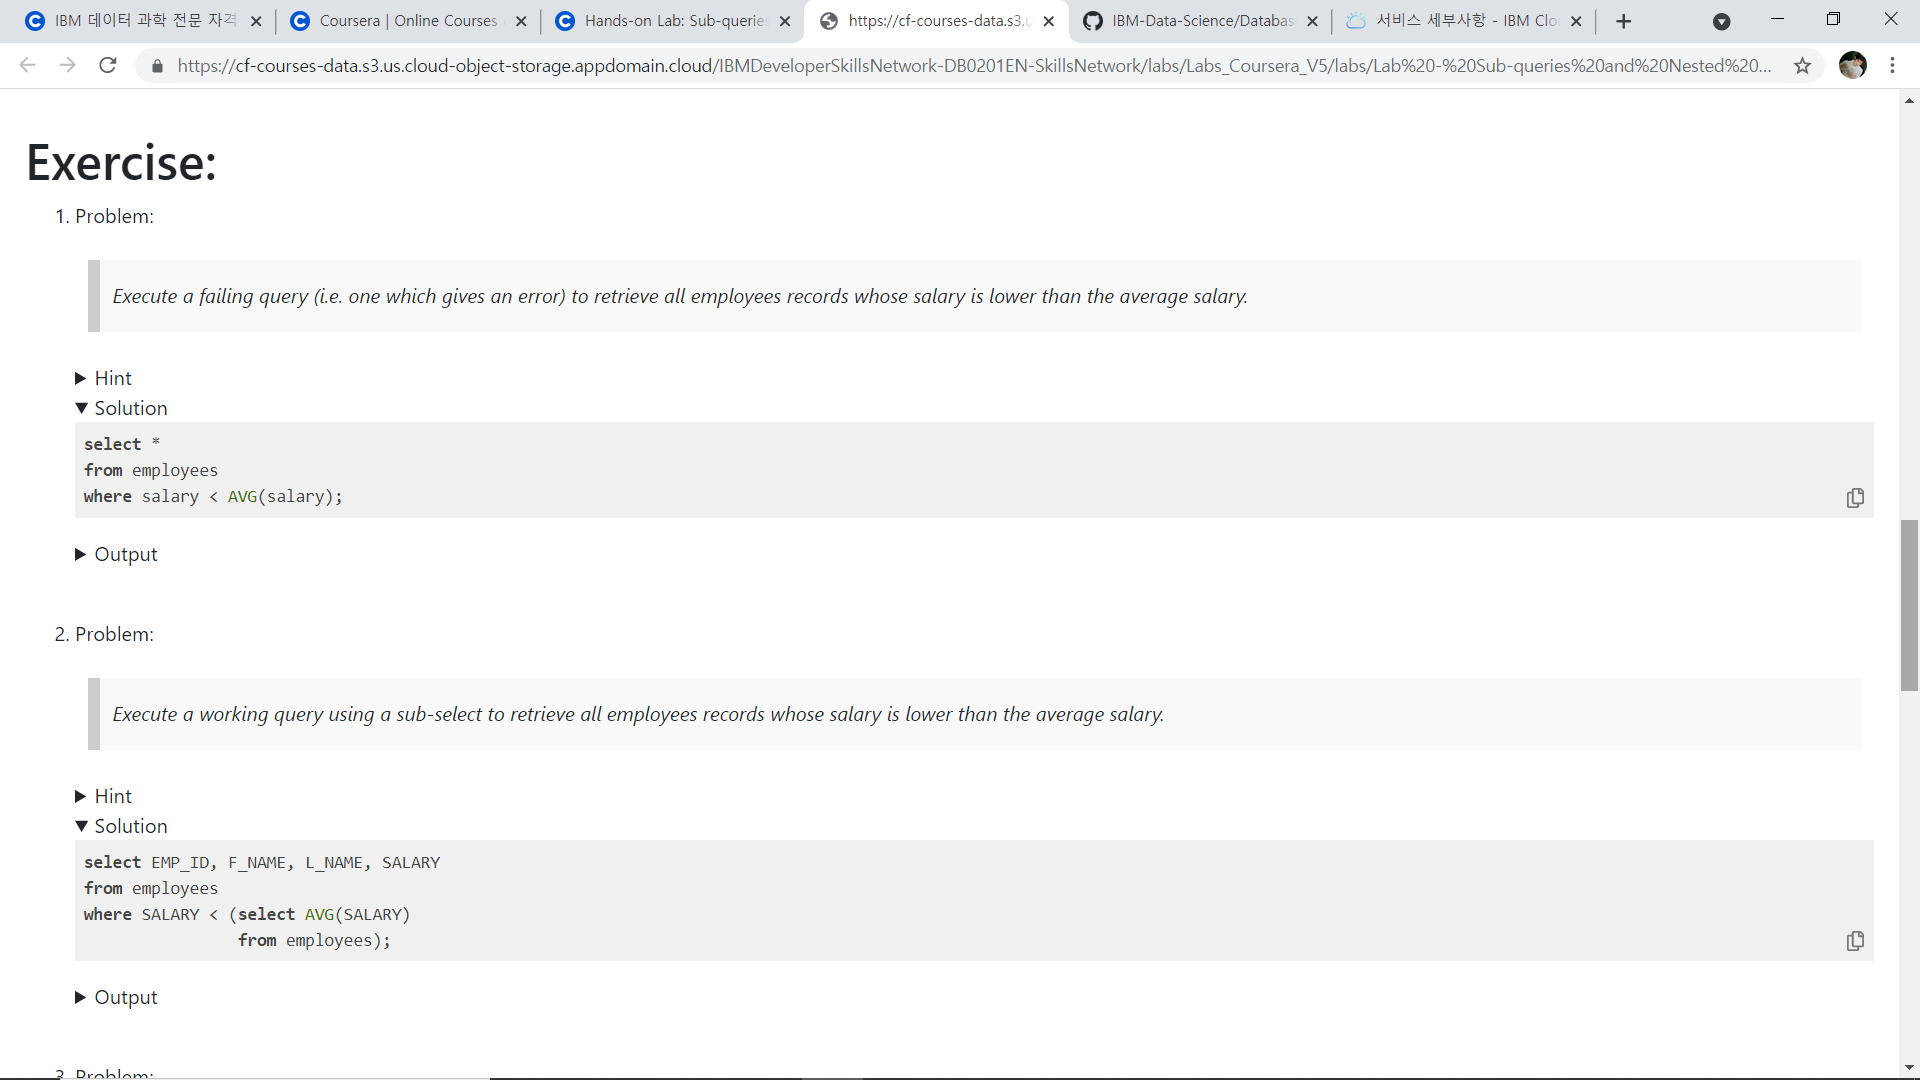 IBM 데이터 과학 전문 자격
Coursera | Online Courses
Hands-on Lab: Sub-queries
https://cf-courses-data.s3.u
IBM-Data-Science/Databas
서비스 세부사항 - IBM Clo
https://cf-courses-data.s3.us.cloud-object-storage.appdomain.cloud/IBMDeveloperSkillsNetwork-DB0201EN-SkillsNetwork/labs/Labs_Coursera_V5/labs/Lab%20-%20Sub-queries%20and%20Nested%20...
Exercise:
1. Problem:
Execute a failing query (i.e. one which gives an error) to retrieve all employees records whose salary is lower than the average salary.
Hint
Solution
select *
from employees
where salary < AVG(salary);
Output
2. Problem:
Execute a working query using a sub-select to retrieve all employees records whose salary is lower than the average salary.
Hint
Solution
select EMP_ID, F_NAME, L_NAME, SALARY
from employees
where SALARY < (select AVG(SALARY)
from employees);
Output
3. Problem: